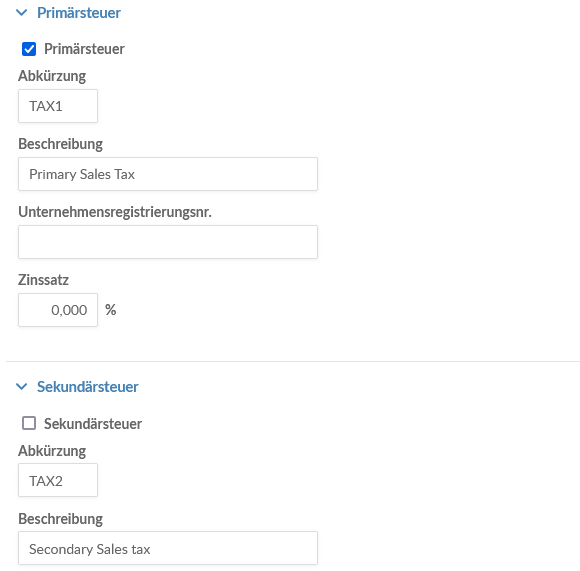 Primärsteuer
Primärsteuer
Abkürzung
TAX1
Beschreibung
Primary Sales Tax
Unternehmensregistrierungsnr.
Zinssatz
0,000 %
Sekundärsteuer
Sekundärsteuer
Abkürzung
TAX2
Beschreibung
Secondary Sales tax